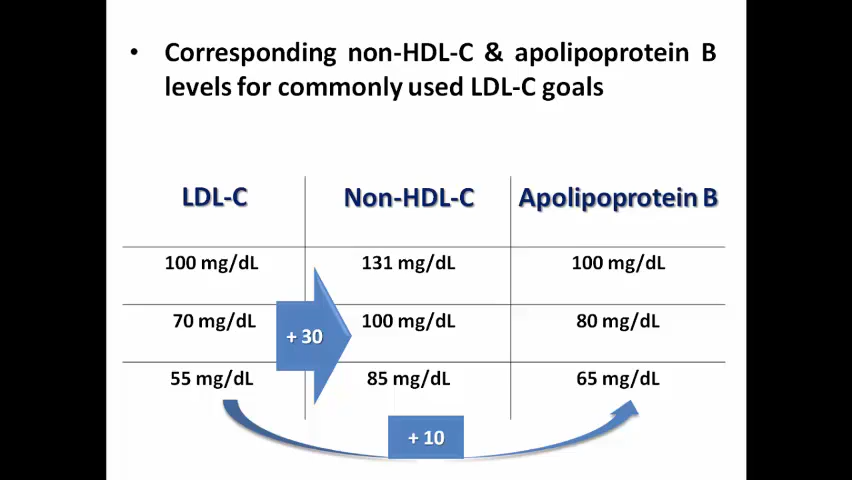 • Corresponding non-HDL-C & apolipoprotein B
levels for commonly used LDL-C goals
LDL-C Non-HDL-C Apolipoprotein B
100 mg/dL 131 mg/dL 100 mg/dL
70 mg/dL 100 mg/dL 80 mg/dL
+ 30
55 mg/dL 85 mg/dL 65 mg/dL
+ 10